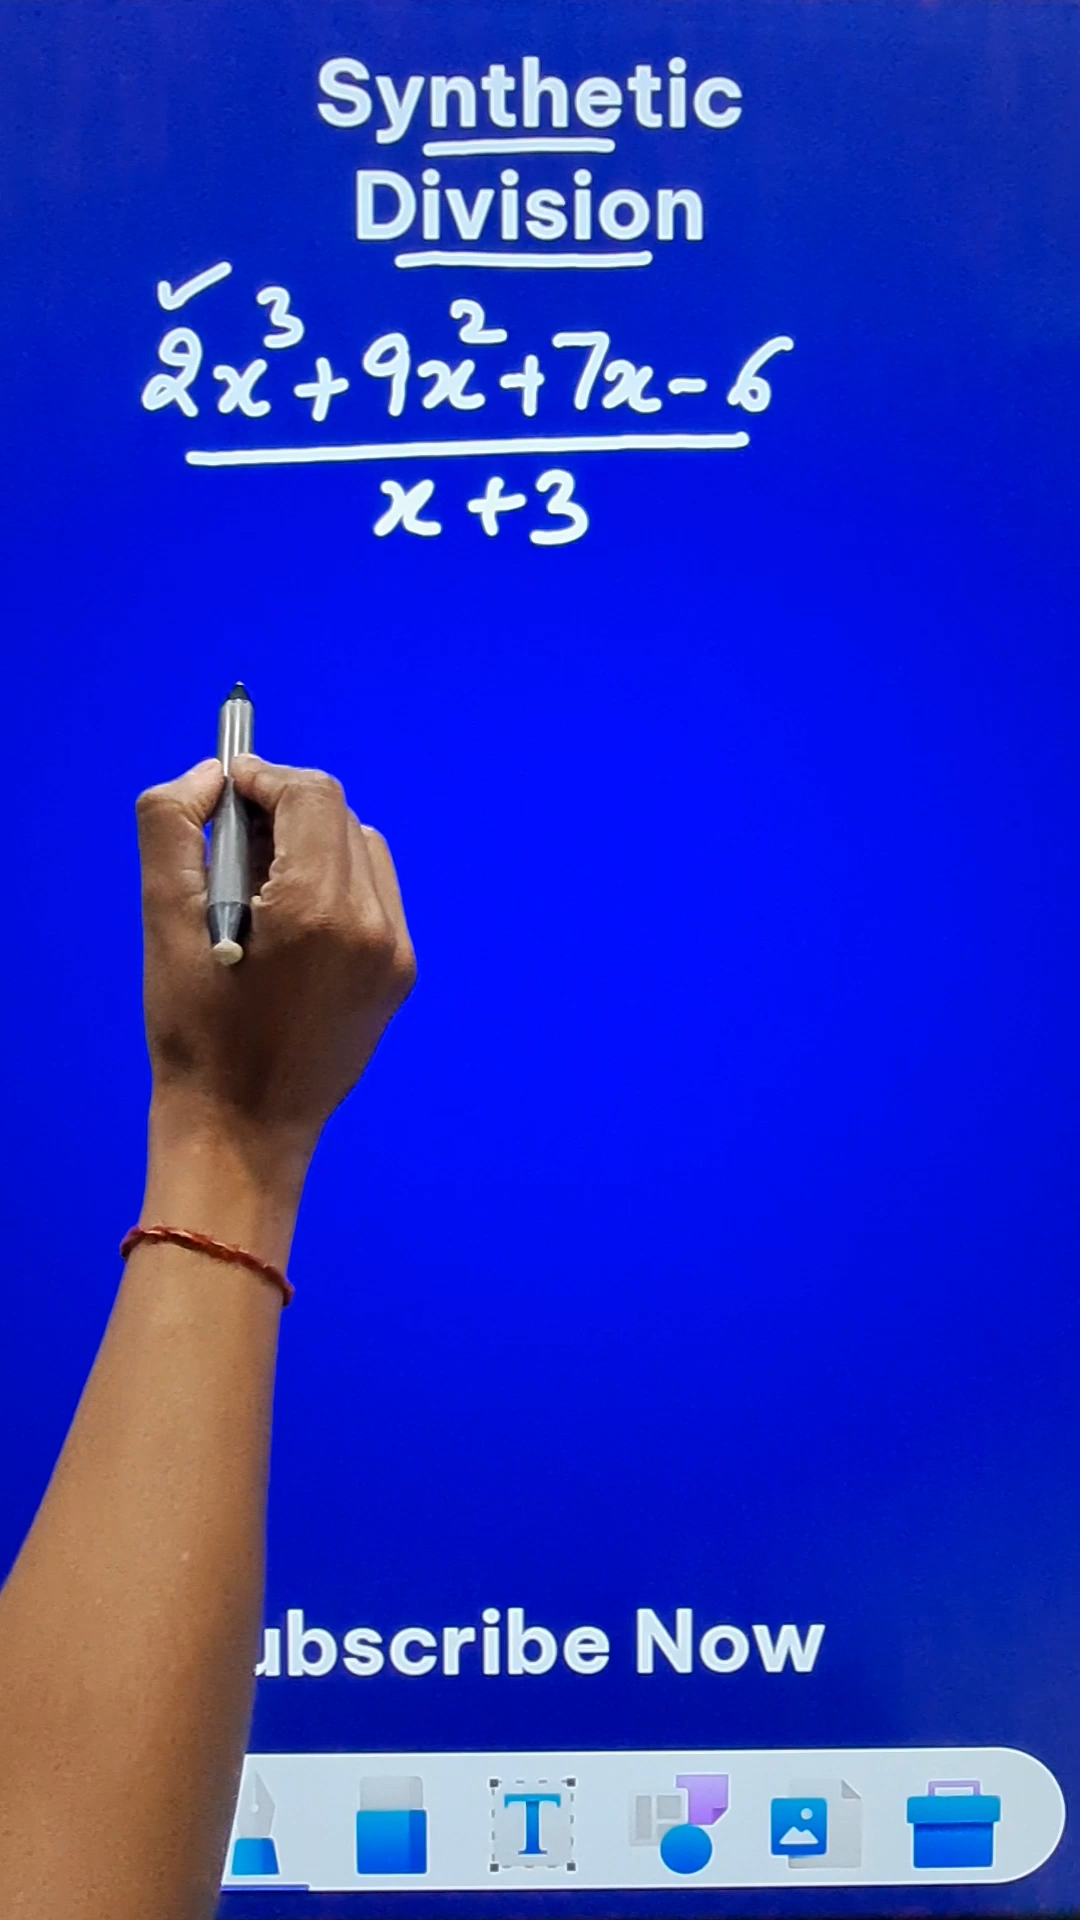 Synthetic
Division
2x³+9x²+7x-6
x+3
ubscribe Now
T